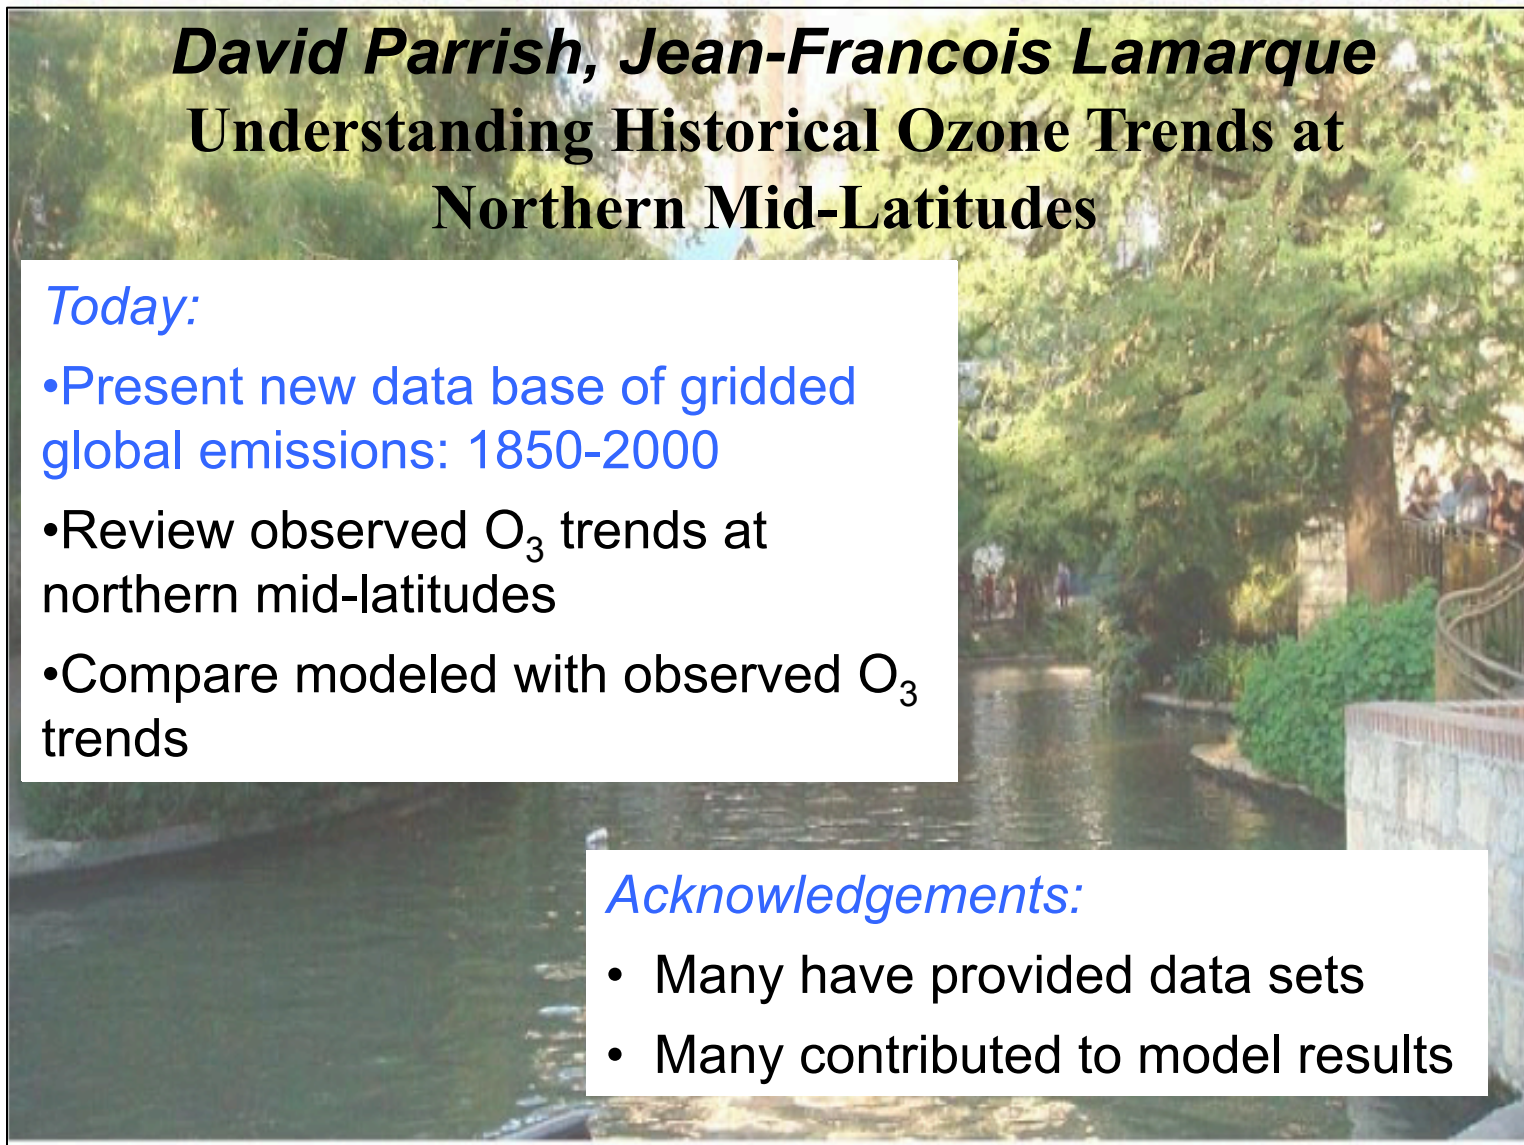 David Parrish, Jean-Francois Lamarque
Understanding Historical Ozone Trends at
Northern Mid-Latitudes
Today:
•Present new data base of gridded
global emissions: 1850-2000
•Review observed O₃ trends at
northern mid-latitudes
•Compare modeled with observed O₃
trends
Acknowledgements:
• Many have provided data sets
• Many contributed to model results